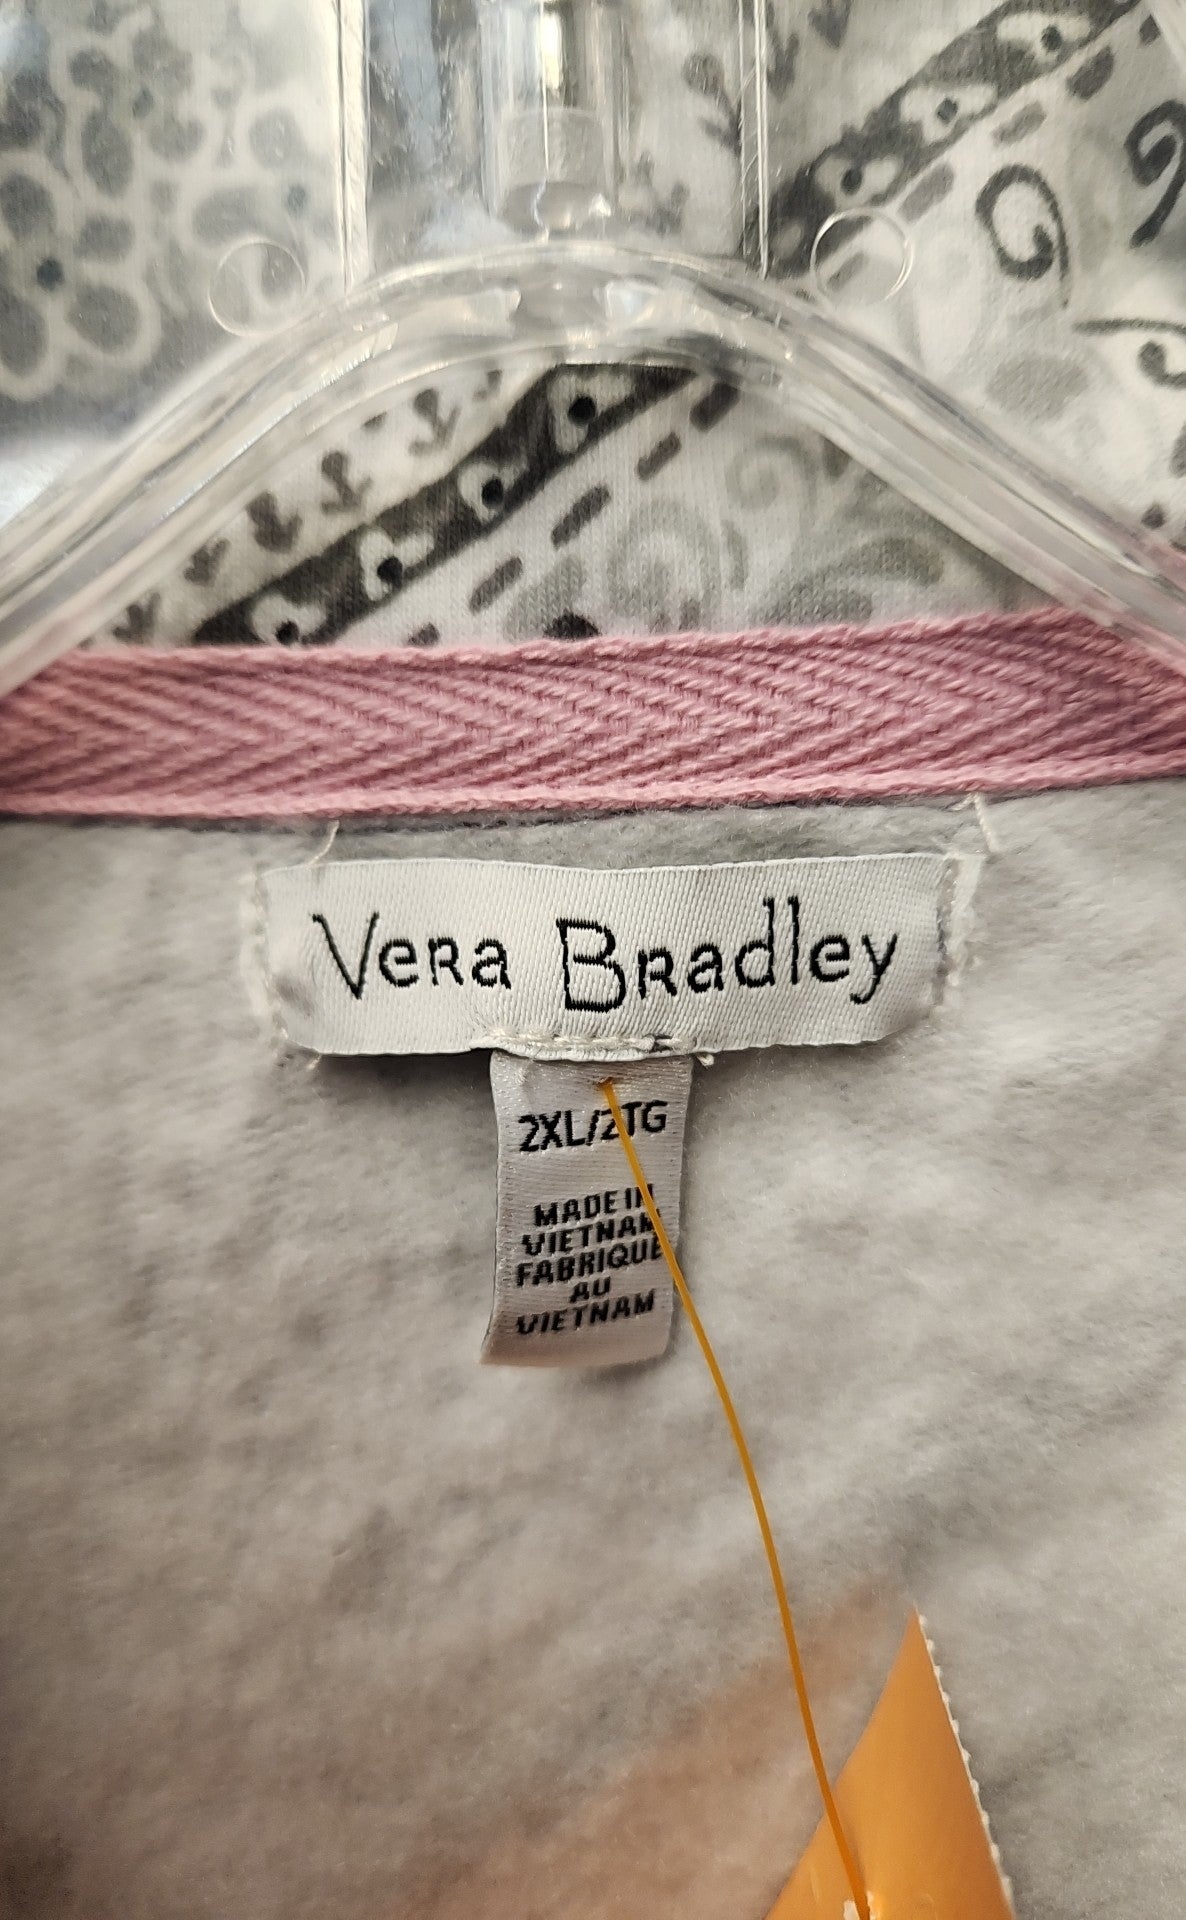 Vera Bradley
2XL/2TG
MADE IN
VIETNAM
FABRIQUE
AU
VIETNAM